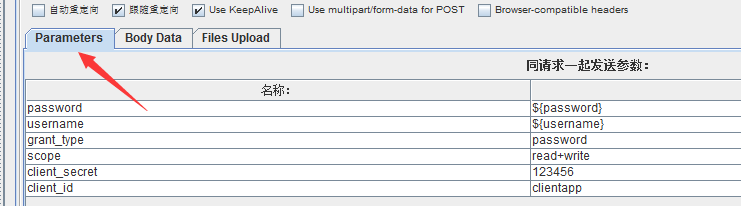 自动重定向 跟随重定向 Use KeepAlive Use multipart/form-data for POST Browser-compatible headers
Parameters Body Data Files Upload
同请求一起发送参数:
名称:
password ${password}
username ${username}
grant_type password
scope read+write
client_secret 123456
client_id clientapp